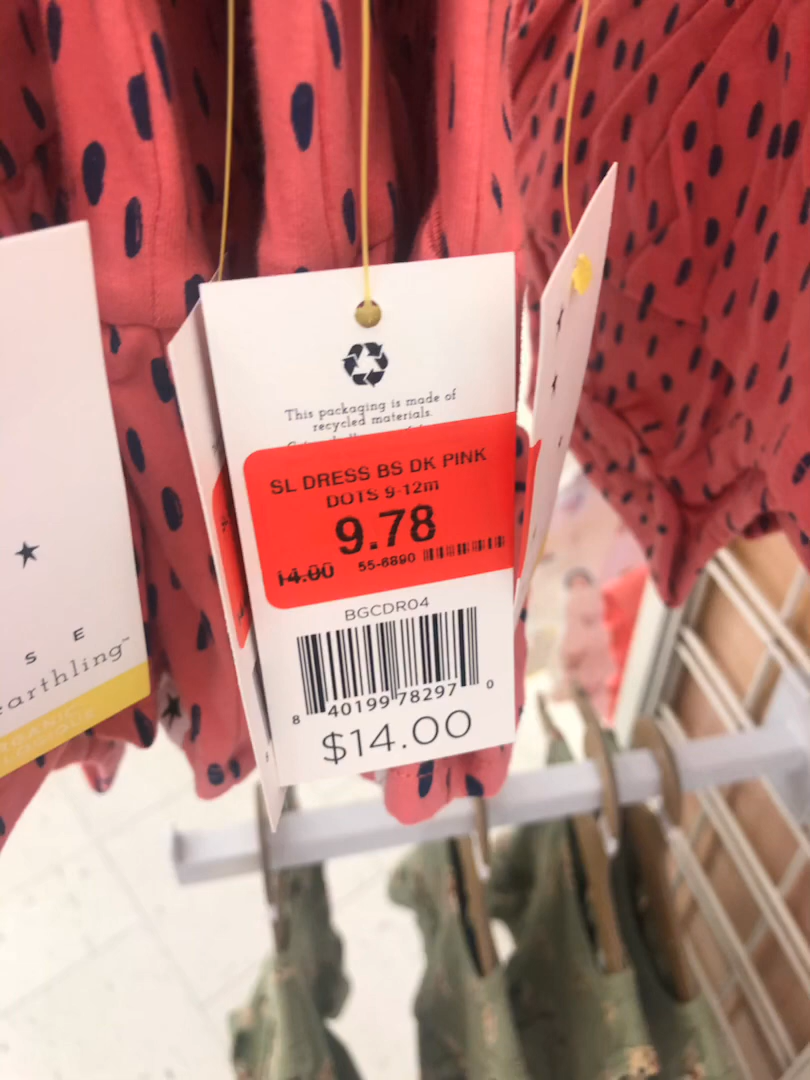 This packaging is made of
recycled materials.
SL DRESS BS DK PINK
DOTS 9-12m
9.78
14.00 55-6890
BGCDR04
8 40199 78297 0
$14.00
S E
earthling™
ORGANIC